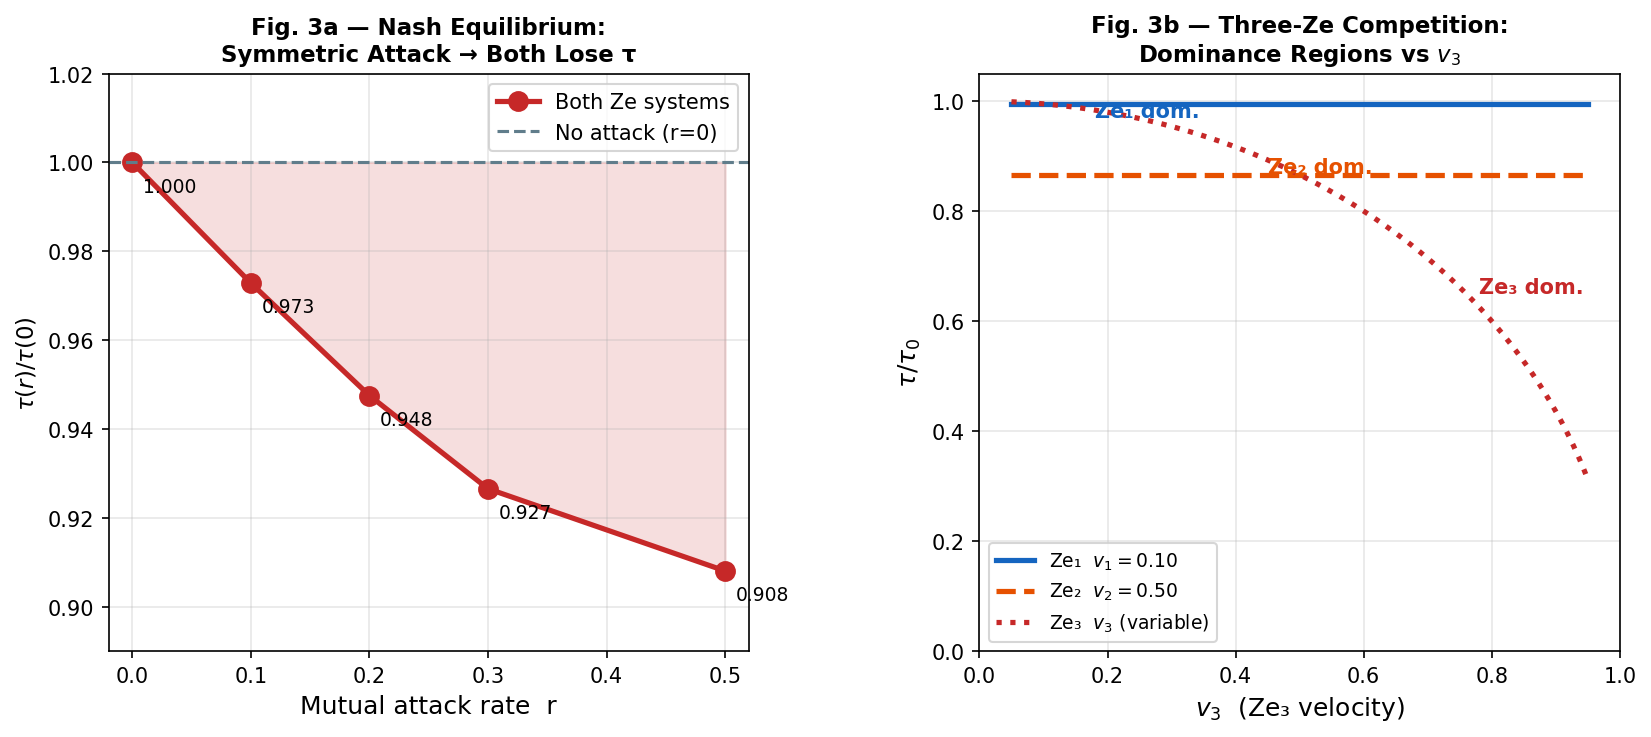 Fig. 3a — Nash Equilibrium:
Symmetric Attack → Both Lose τ
1.02
1.00
0.98
0.96
0.94
0.92
0.90
τ(r)/τ(0)
Both Ze systems
No attack (r=0)
1.000
0.973
0.948
0.927
0.908
0.0 0.1 0.2 0.3 0.4 0.5
Mutual attack rate r
Fig. 3b — Three-Ze Competition:
Dominance Regions vs v₃
1.0
0.8
0.6
0.4
0.2
0.0
τ/τ₀
Ze₁ dom.
Ze₂ dom.
Ze₃ dom.
Ze₁ v₁ = 0.10
Ze₂ v₂ = 0.50
Ze₃ v₃ (variable)
0.0 0.2 0.4 0.6 0.8 1.0
v₃ (Ze₃ velocity)